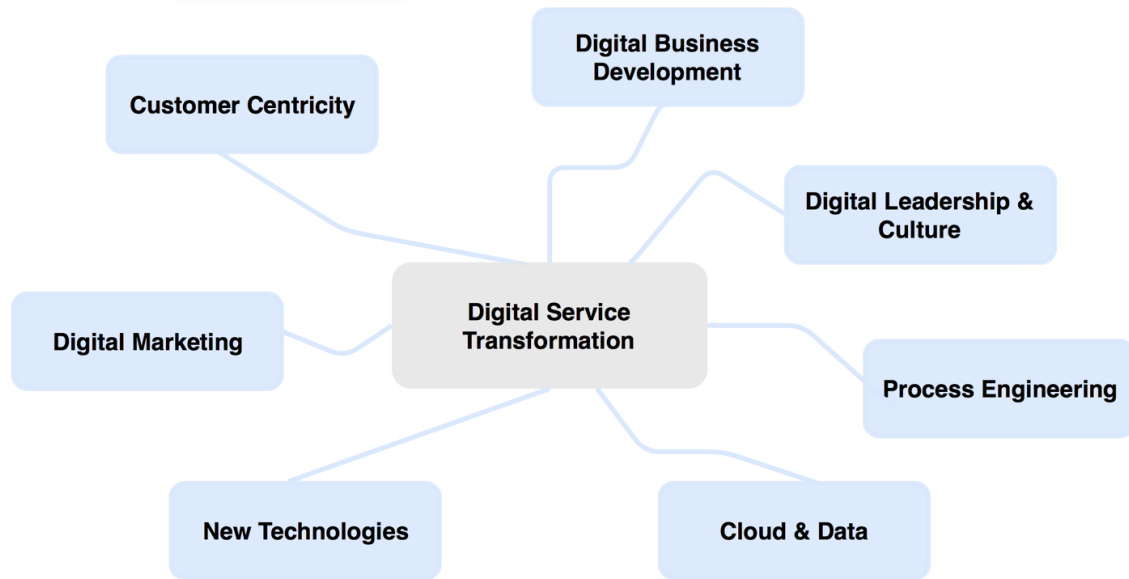 Digital Business
Development
Customer Centricity
Digital Leadership &
Culture
Digital Service
Transformation
Digital Marketing
Process Engineering
New Technologies
Cloud & Data